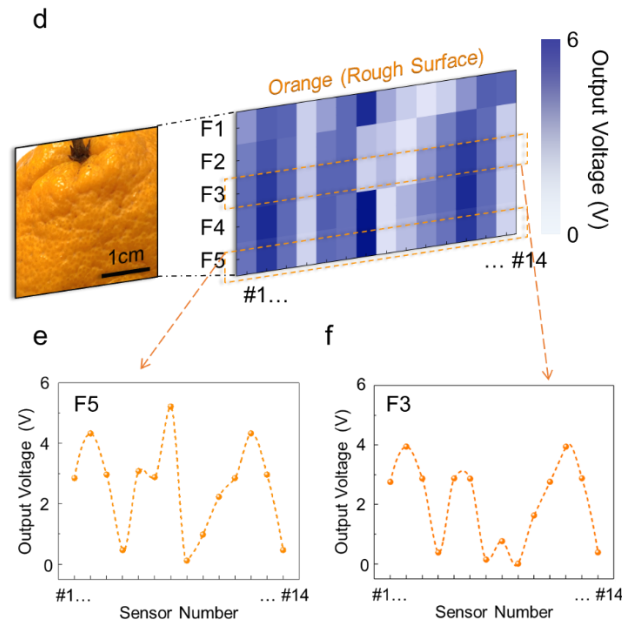 d
Orange (Rough Surface)
F1
F2
F3
F4
F5
1cm
#1...
... #14
6
0
Output Voltage (V)
e
F5
6
4
2
0
Output Voltage (V)
#1...
... #14
Sensor Number
f
F3
6
4
2
0
Output Voltage (V)
#1...
... #14
Sensor Number